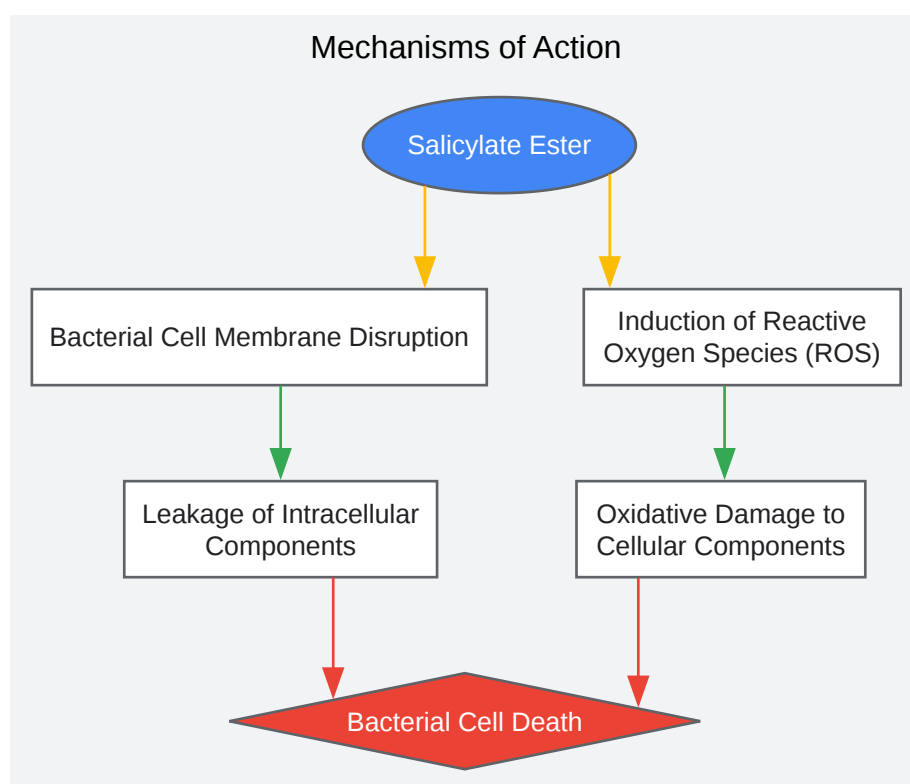 Mechanisms of Action
Salicylate Ester
Bacterial Cell Membrane Disruption
Induction of Reactive
Oxygen Species (ROS)
Leakage of Intracellular
Components
Oxidative Damage to
Cellular Components
Bacterial Cell Death